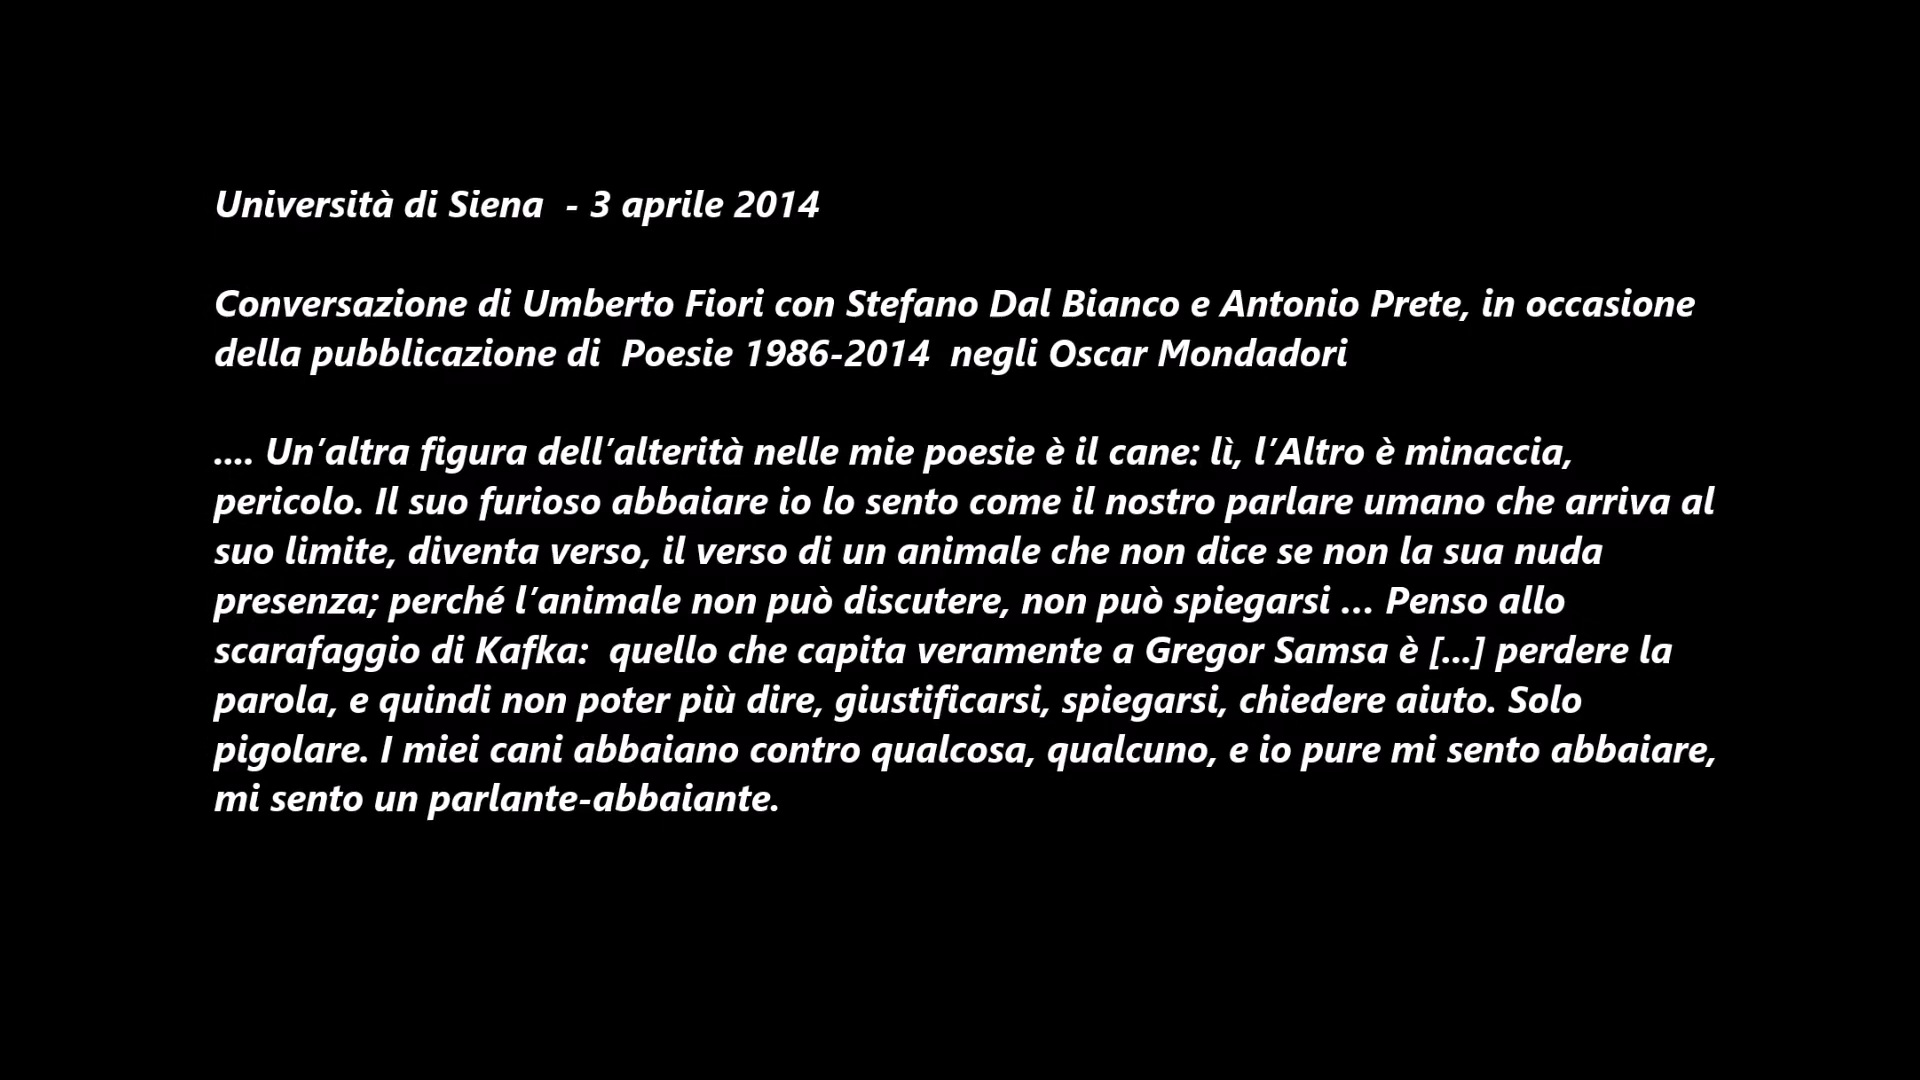 Università di Siena  - 3 aprile 2014
Conversazione di Umberto Fiori con Stefano Dal Bianco e Antonio Prete, in occasione
della pubblicazione di  Poesie 1986-2014  negli Oscar Mondadori
.... Un’altra figura dell’alterità nelle mie poesie è il cane: lì, l’Altro è minaccia,
pericolo. Il suo furioso abbaiare io lo sento come il nostro parlare umano che arriva al
suo limite, diventa verso, il verso di un animale che non dice se non la sua nuda
presenza; perché l’animale non può discutere, non può spiegarsi … Penso allo
scarafaggio di Kafka:  quello che capita veramente a Gregor Samsa è [...] perdere la
parola, e quindi non poter più dire, giustificarsi, spiegarsi, chiedere aiuto. Solo
pigolare. I miei cani abbaiano contro qualcosa, qualcuno, e io pure mi sento abbaiare,
mi sento un parlante-abbaiante.